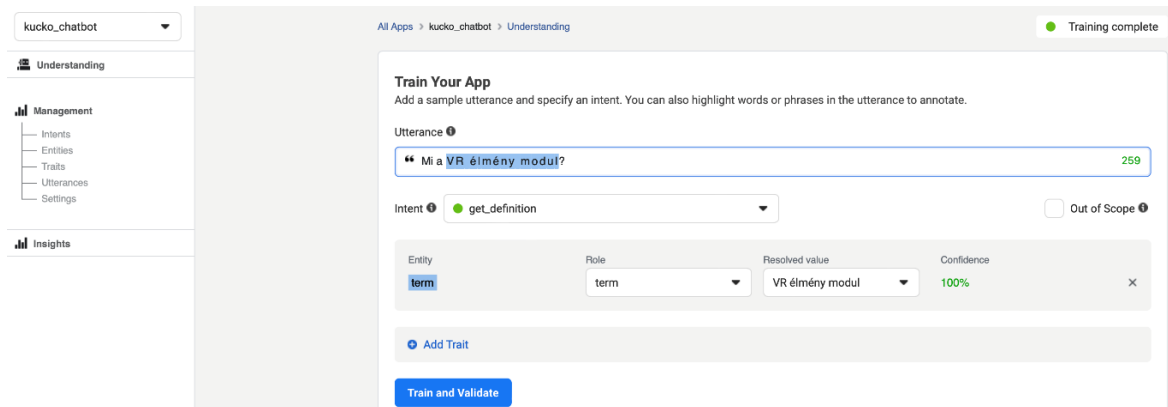 kucko_chatbot
All Apps > kucko_chatbot > Understanding
Training complete
Understanding
Management
Intents
Entities
Traits
Utterances
Settings
Insights
Train Your App
Add a sample utterance and specify an intent. You can also highlight words or phrases in the utterance to annotate.
Utterance
❝ Mi a VR élmény modul? 259
Intent get_definition Out of Scope
Entity Role Resolved value Confidence
term term VR élmény modul 100% ×
Add Trait
Train and Validate